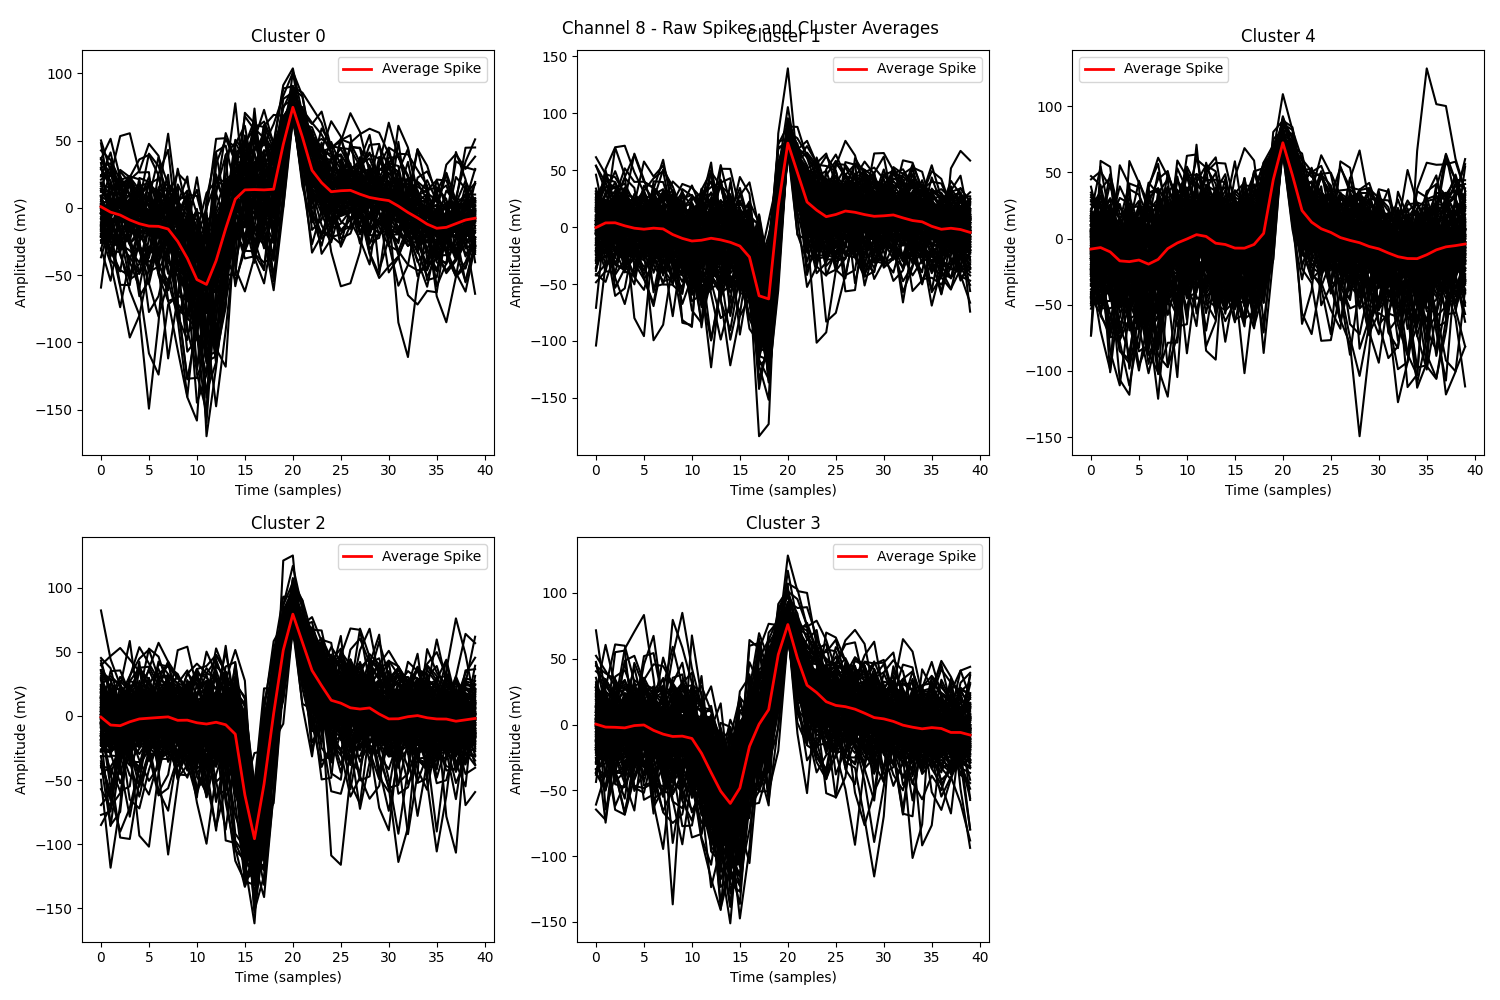 Channel 8 - Raw Spikes and Cluster Averages
Cluster 0
Average Spike
100
50
0
−50
−100
−150
Amplitude (mV)
0 5 10 15 20 25 30 35 40
Time (samples)
Cluster 1
Average Spike
150
100
50
0
−50
−100
−150
Amplitude (mV)
0 5 10 15 20 25 30 35 40
Time (samples)
Cluster 4
Average Spike
100
50
0
−50
−100
−150
Amplitude (mV)
0 5 10 15 20 25 30 35 40
Time (samples)
Cluster 2
Average Spike
100
50
0
−50
−100
−150
Amplitude (mV)
0 5 10 15 20 25 30 35 40
Time (samples)
Cluster 3
Average Spike
100
50
0
−50
−100
−150
Amplitude (mV)
0 5 10 15 20 25 30 35 40
Time (samples)